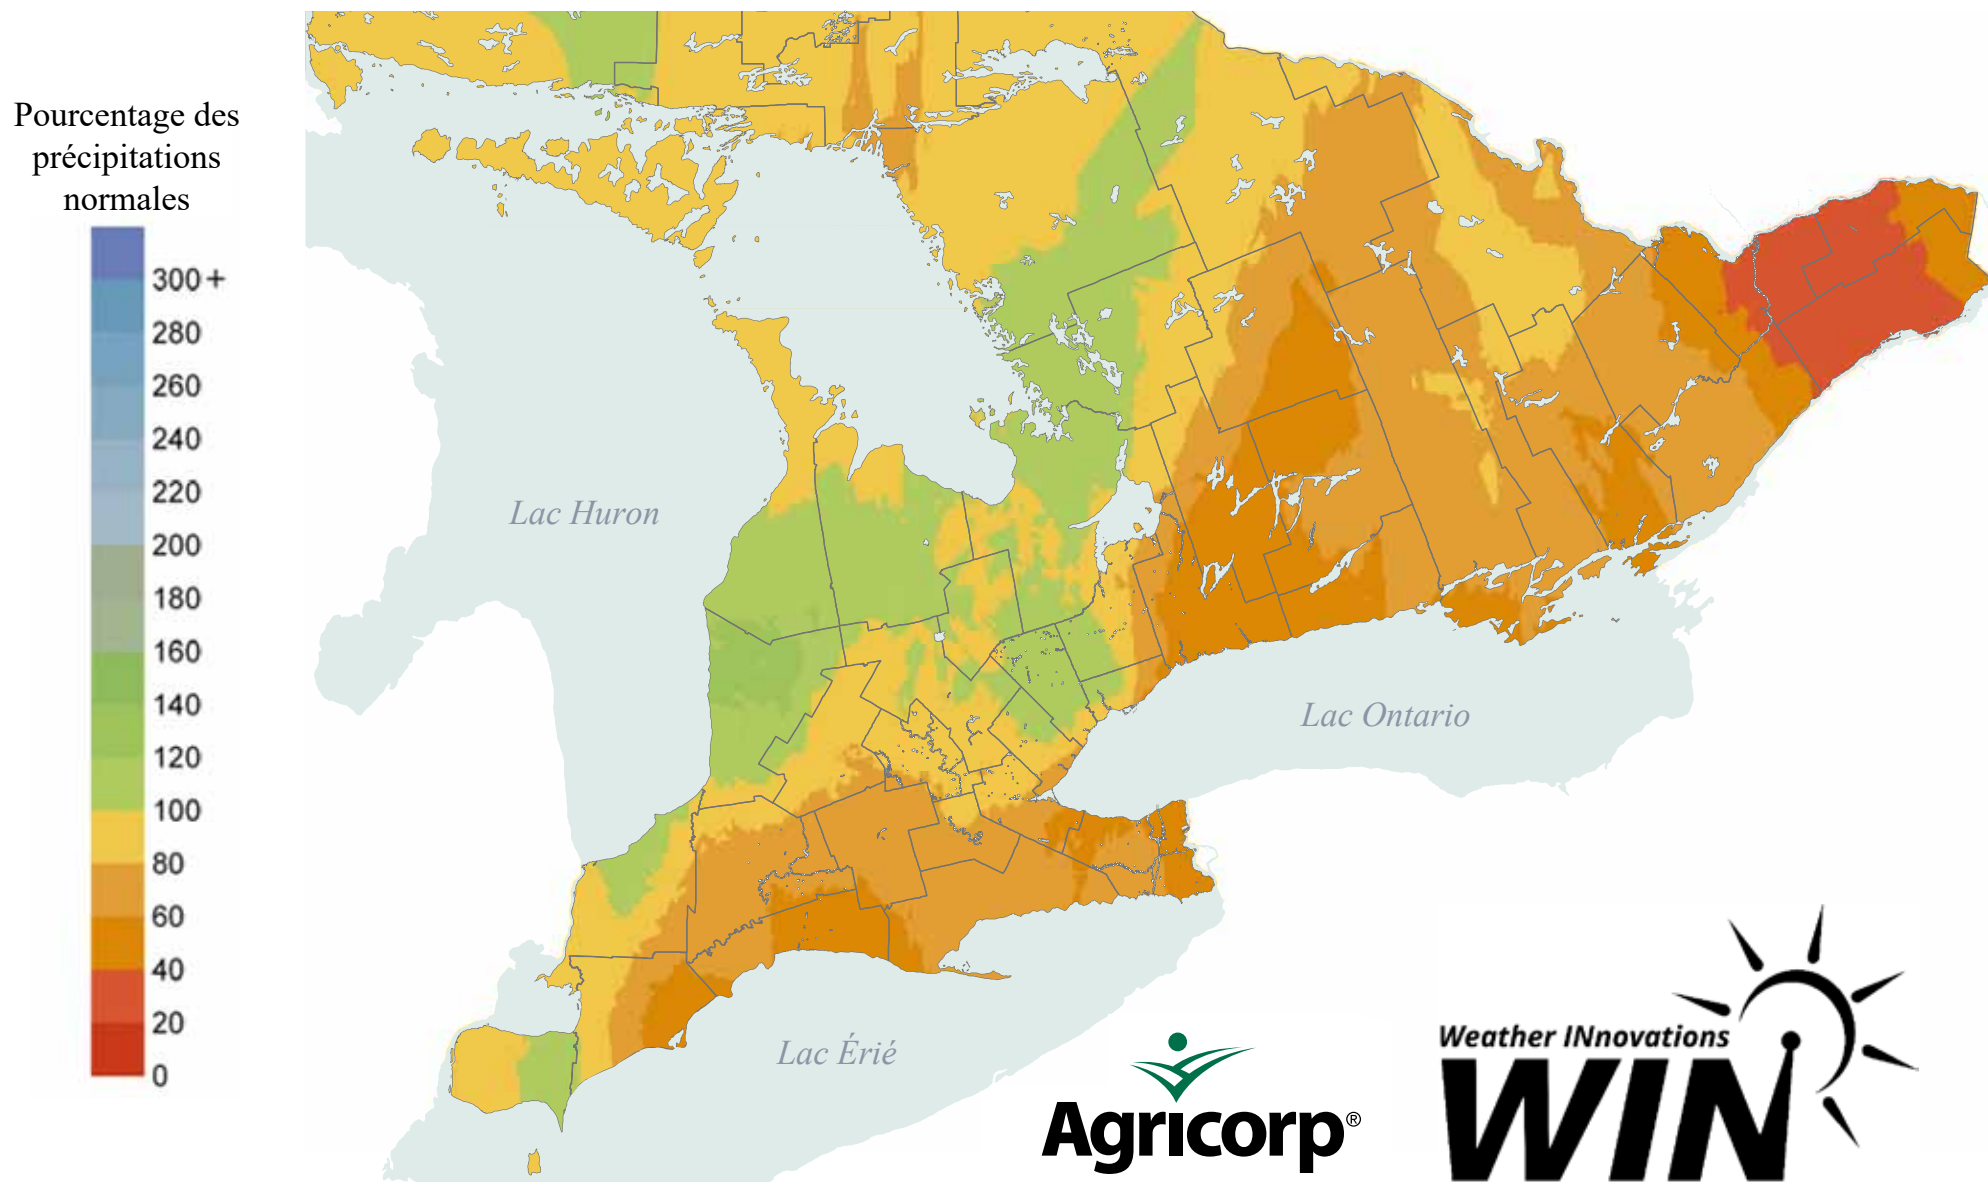 Pourcentage des
précipitations
normales
300 +
280
260
240
220
200
180
160
140
120
100
80
60
40
20
0
Lac Huron
Lac Ontario
Lac Érié
Agricorp®
Weather INnovations
WIN